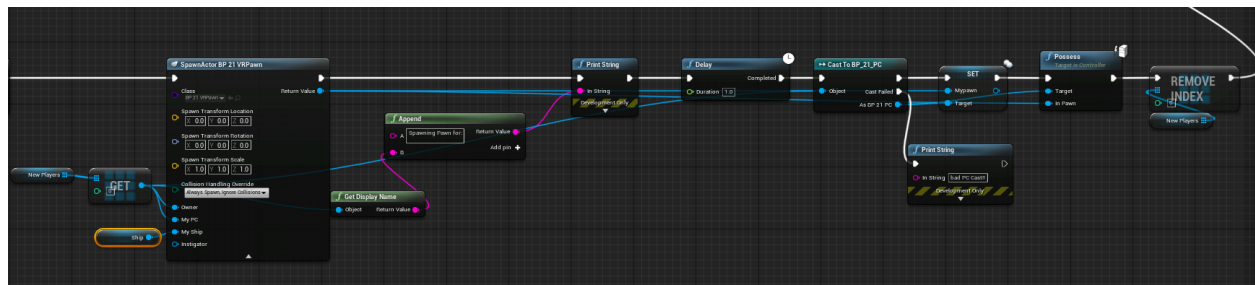 SpawnActor BP 21 VRPawn
Class
BP 21 VRPawn
Return Value
Spawn Transform Location
X 0.0 Y 0.0 Z 0.0
Spawn Transform Rotation
X 0.0 Y 0.0 Z 0.0
Spawn Transform Scale
X 1.0 Y 1.0 Z 1.0
Collision Handling Override
Always Spawn, Ignore Collisions
Owner
My PC
My Ship
Instigator
New Players
GET
Ship
f Append
A Spawning Pawn for:
Return Value
B
Add pin +
f Get Display Name
Object Return Value
f Print String
In String
Development Only
f Delay
Completed
Duration 1.0
Cast To BP_21_PC
Object
Cast Failed
As BP 21 PC
f Print String
In String bad PC Cast!!
Development Only
SET
Mypawn
Target
f Possess
Target is Controller
Target
In Pawn
REMOVE
INDEX
New Players